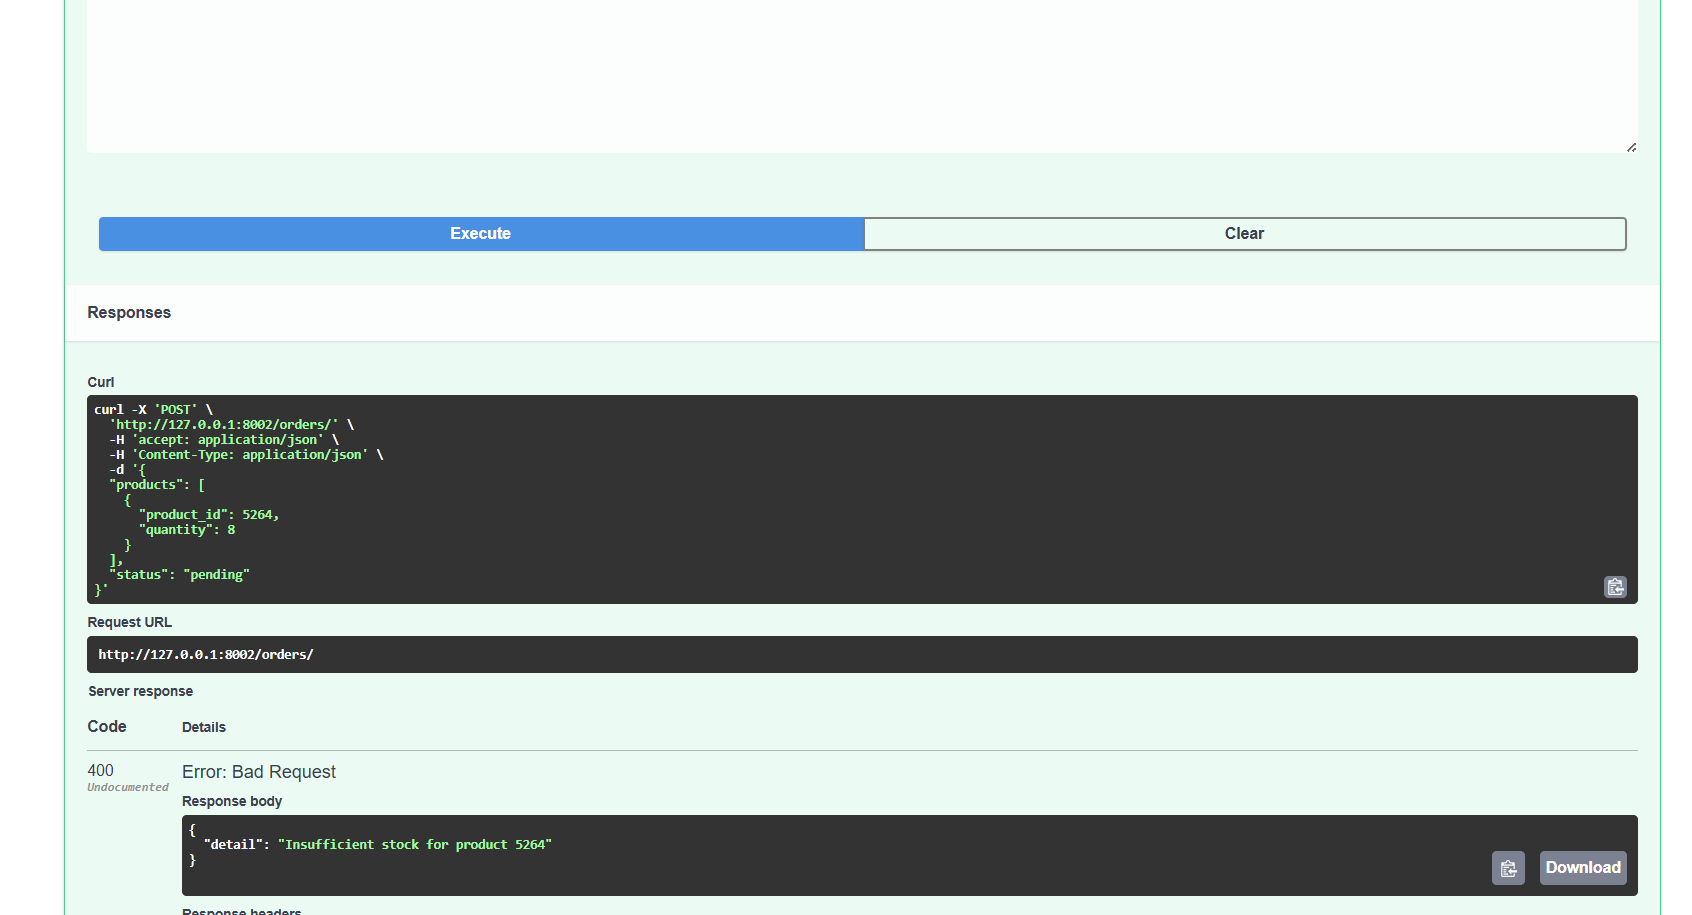 Execute
Clear
Responses
Curl
curl -X 'POST' \
  'http://127.0.0.1:8002/orders/' \
  -H 'accept: application/json' \
  -H 'Content-Type: application/json' \
  -d '{
  "products": [
    {
      "product_id": 5264,
      "quantity": 8
    }
  ],
  "status": "pending"
}'
Request URL
http://127.0.0.1:8002/orders/
Server response
Code Details
400 Error: Bad Request
Undocumented
Response body
{
  "detail": "Insufficient stock for product 5264"
}
Download
Response headers